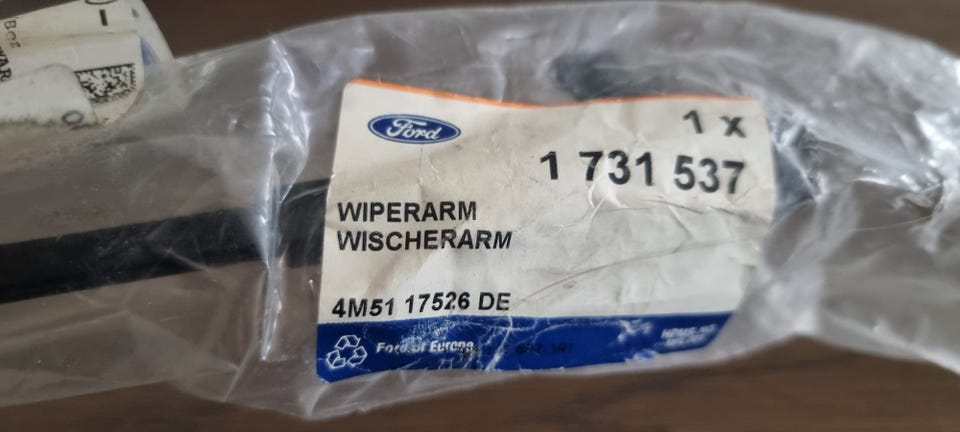 Ford
1 x
1 731 537
WIPERARM
WISCHERARM
4M51 17526 DE
Ford of Europe